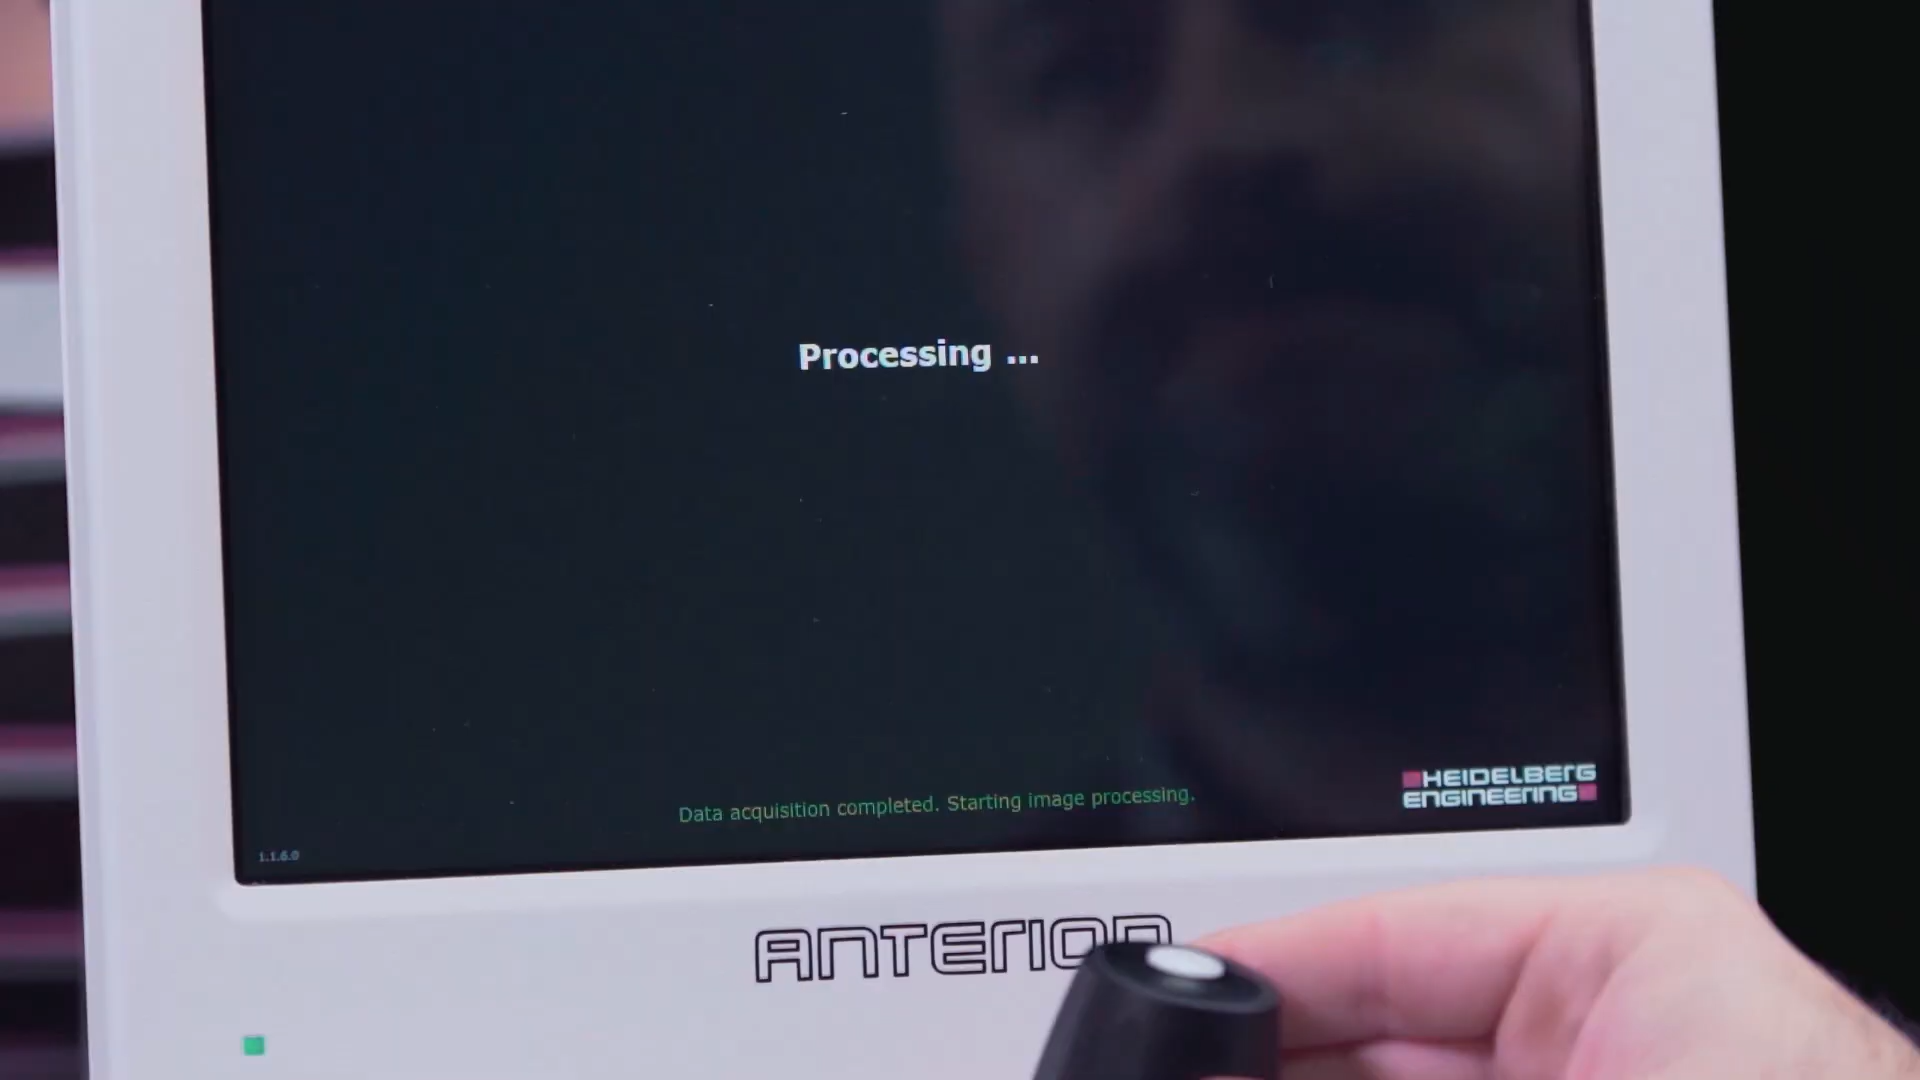 Processing ...
Data acquisition completed. Starting image processing.
HEIDELBERG
ENGINEERING
1.1.6.0
ANTERION